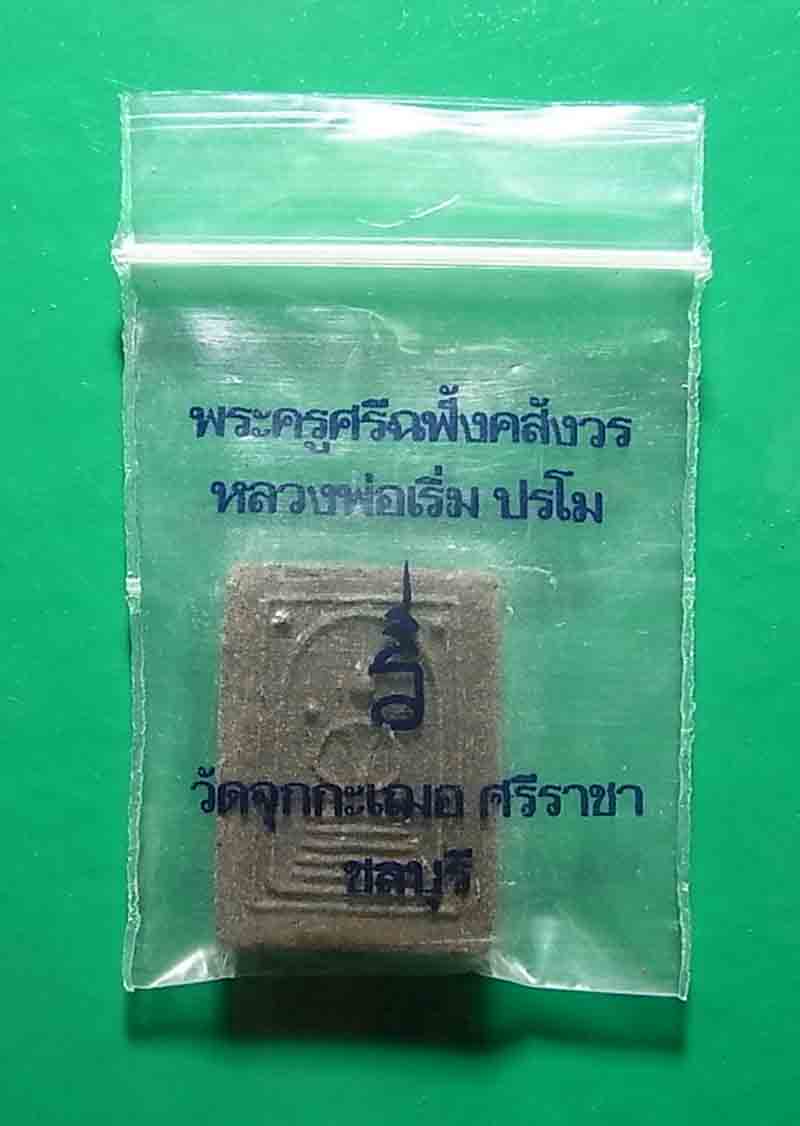 พระครูศรีฉฬังคสังวร
หลวงพ่อเริ่ม ปรโม
วัดจุกกะเฌอ ศรีราชา
ชลบุรี